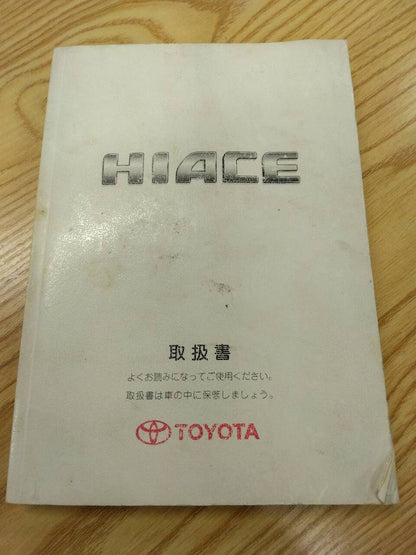 HIACE
取扱書
よくお読みになってご使用ください。
取扱書は車の中に保管しましょう。
TOYOTA